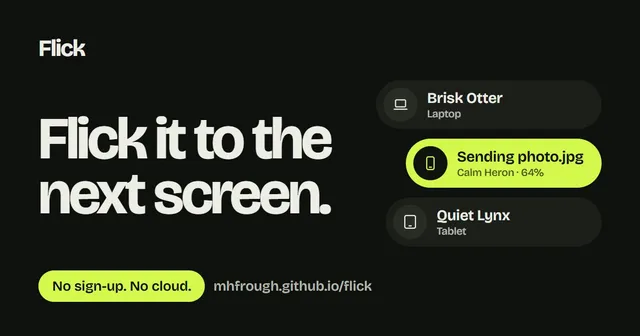 Flick
Flick it to the
next screen.
Brisk Otter
Laptop
Sending photo.jpg
Calm Heron · 64%
Quiet Lynx
Tablet
No sign-up. No cloud.
mhfrough.github.io/flick